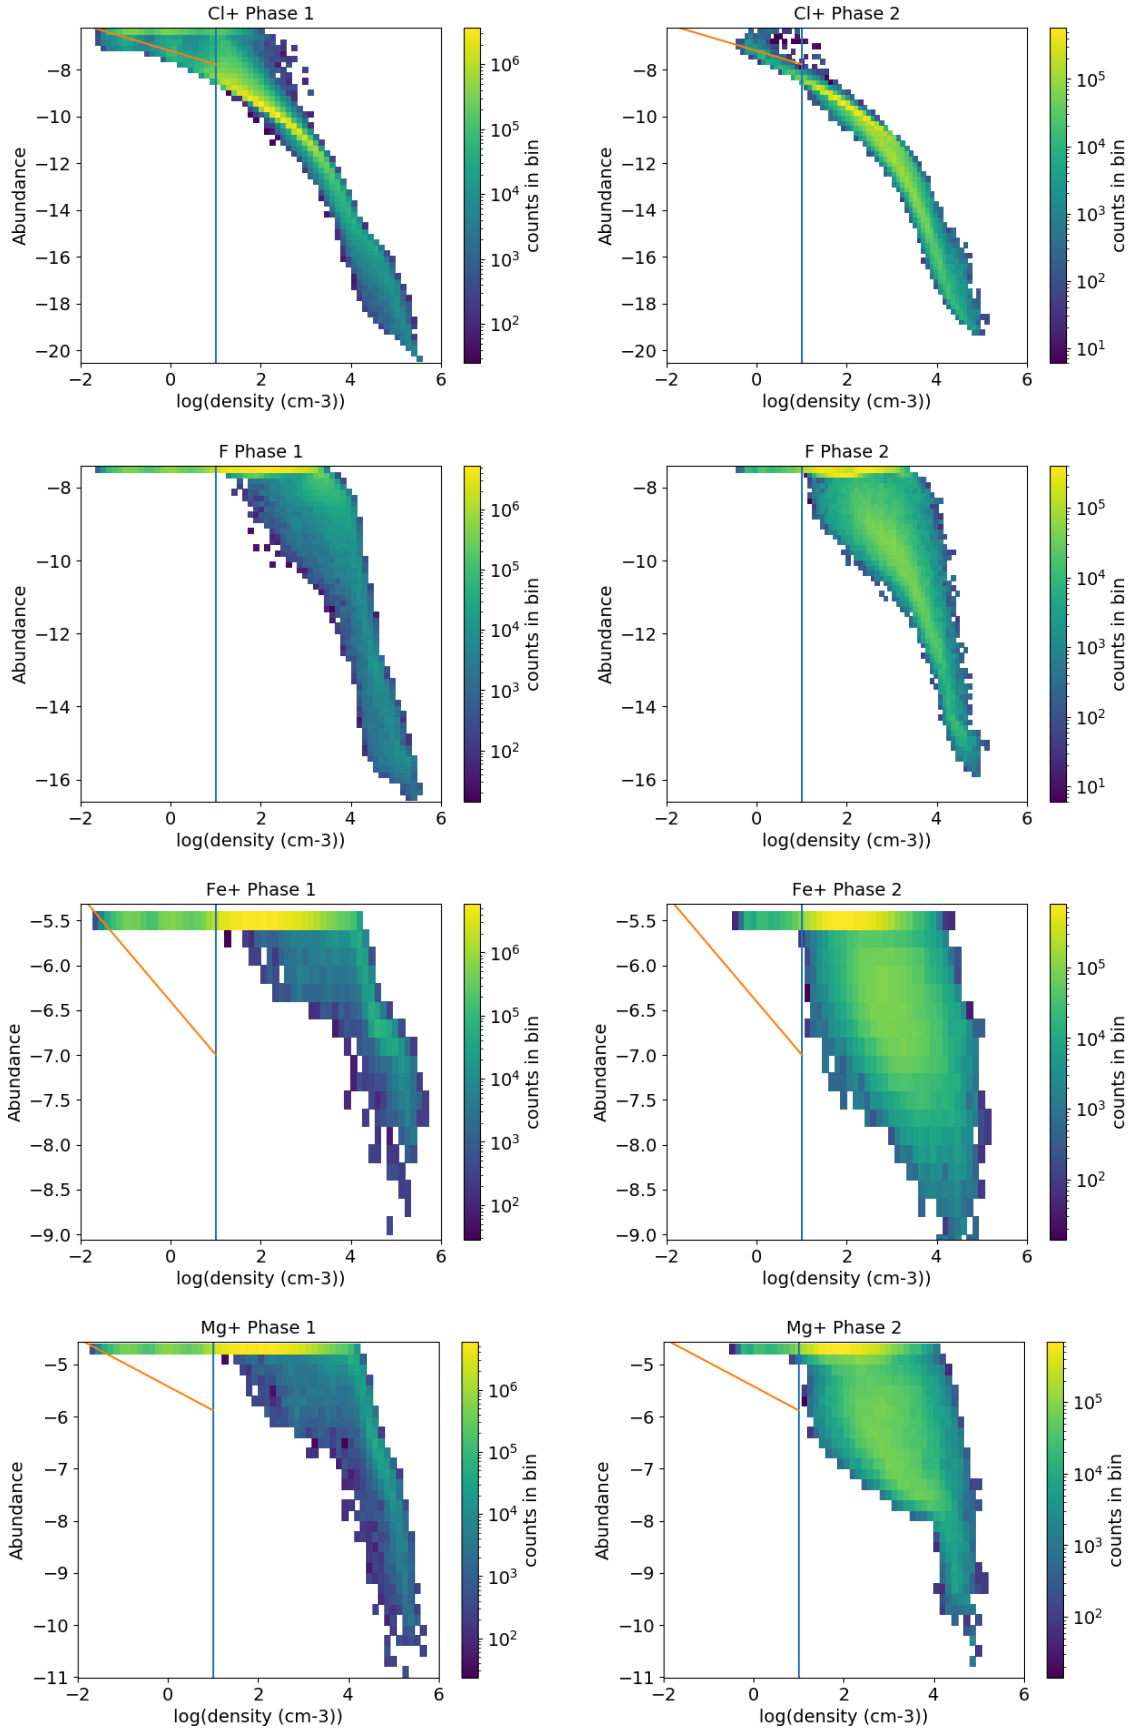 Cl+ Phase 1
Abundance
−8
−10
−12
−14
−16
−18
−20
−2 0 2 4 6
log(density (cm-3))
10^6
10^5
10^4
10^3
10^2
counts in bin
Cl+ Phase 2
Abundance
−8
−10
−12
−14
−16
−18
−20
−2 0 2 4 6
log(density (cm-3))
10^5
10^4
10^3
10^2
10^1
counts in bin
F Phase 1
Abundance
−8
−10
−12
−14
−16
−2 0 2 4 6
log(density (cm-3))
10^6
10^5
10^4
10^3
10^2
counts in bin
F Phase 2
Abundance
−8
−10
−12
−14
−16
−2 0 2 4 6
log(density (cm-3))
10^5
10^4
10^3
10^2
10^1
counts in bin
Fe+ Phase 1
Abundance
−5.5
−6.0
−6.5
−7.0
−7.5
−8.0
−8.5
−9.0
−2 0 2 4 6
log(density (cm-3))
10^6
10^5
10^4
10^3
10^2
counts in bin
Fe+ Phase 2
Abundance
−5.5
−6.0
−6.5
−7.0
−7.5
−8.0
−8.5
−9.0
−2 0 2 4 6
log(density (cm-3))
10^5
10^4
10^3
10^2
counts in bin
Mg+ Phase 1
Abundance
−5
−6
−7
−8
−9
−10
−11
−2 0 2 4 6
log(density (cm-3))
10^6
10^5
10^4
10^3
10^2
counts in bin
Mg+ Phase 2
Abundance
−5
−6
−7
−8
−9
−10
−11
−2 0 2 4 6
log(density (cm-3))
10^5
10^4
10^3
10^2
counts in bin